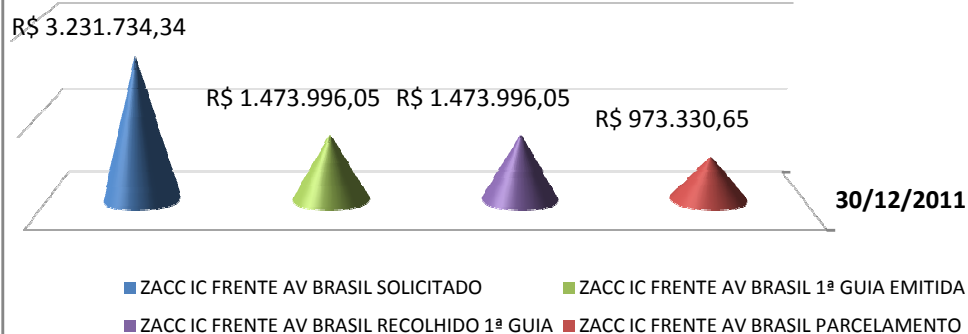 R$ 3.231.734,34
R$ 1.473.996,05 R$ 1.473.996,05
R$ 973.330,65
30/12/2011
ZACC IC FRENTE AV BRASIL SOLICITADO ZACC IC FRENTE AV BRASIL 1ª GUIA EMITIDA
ZACC IC FRENTE AV BRASIL RECOLHIDO 1ª GUIA ZACC IC FRENTE AV BRASIL PARCELAMENTO